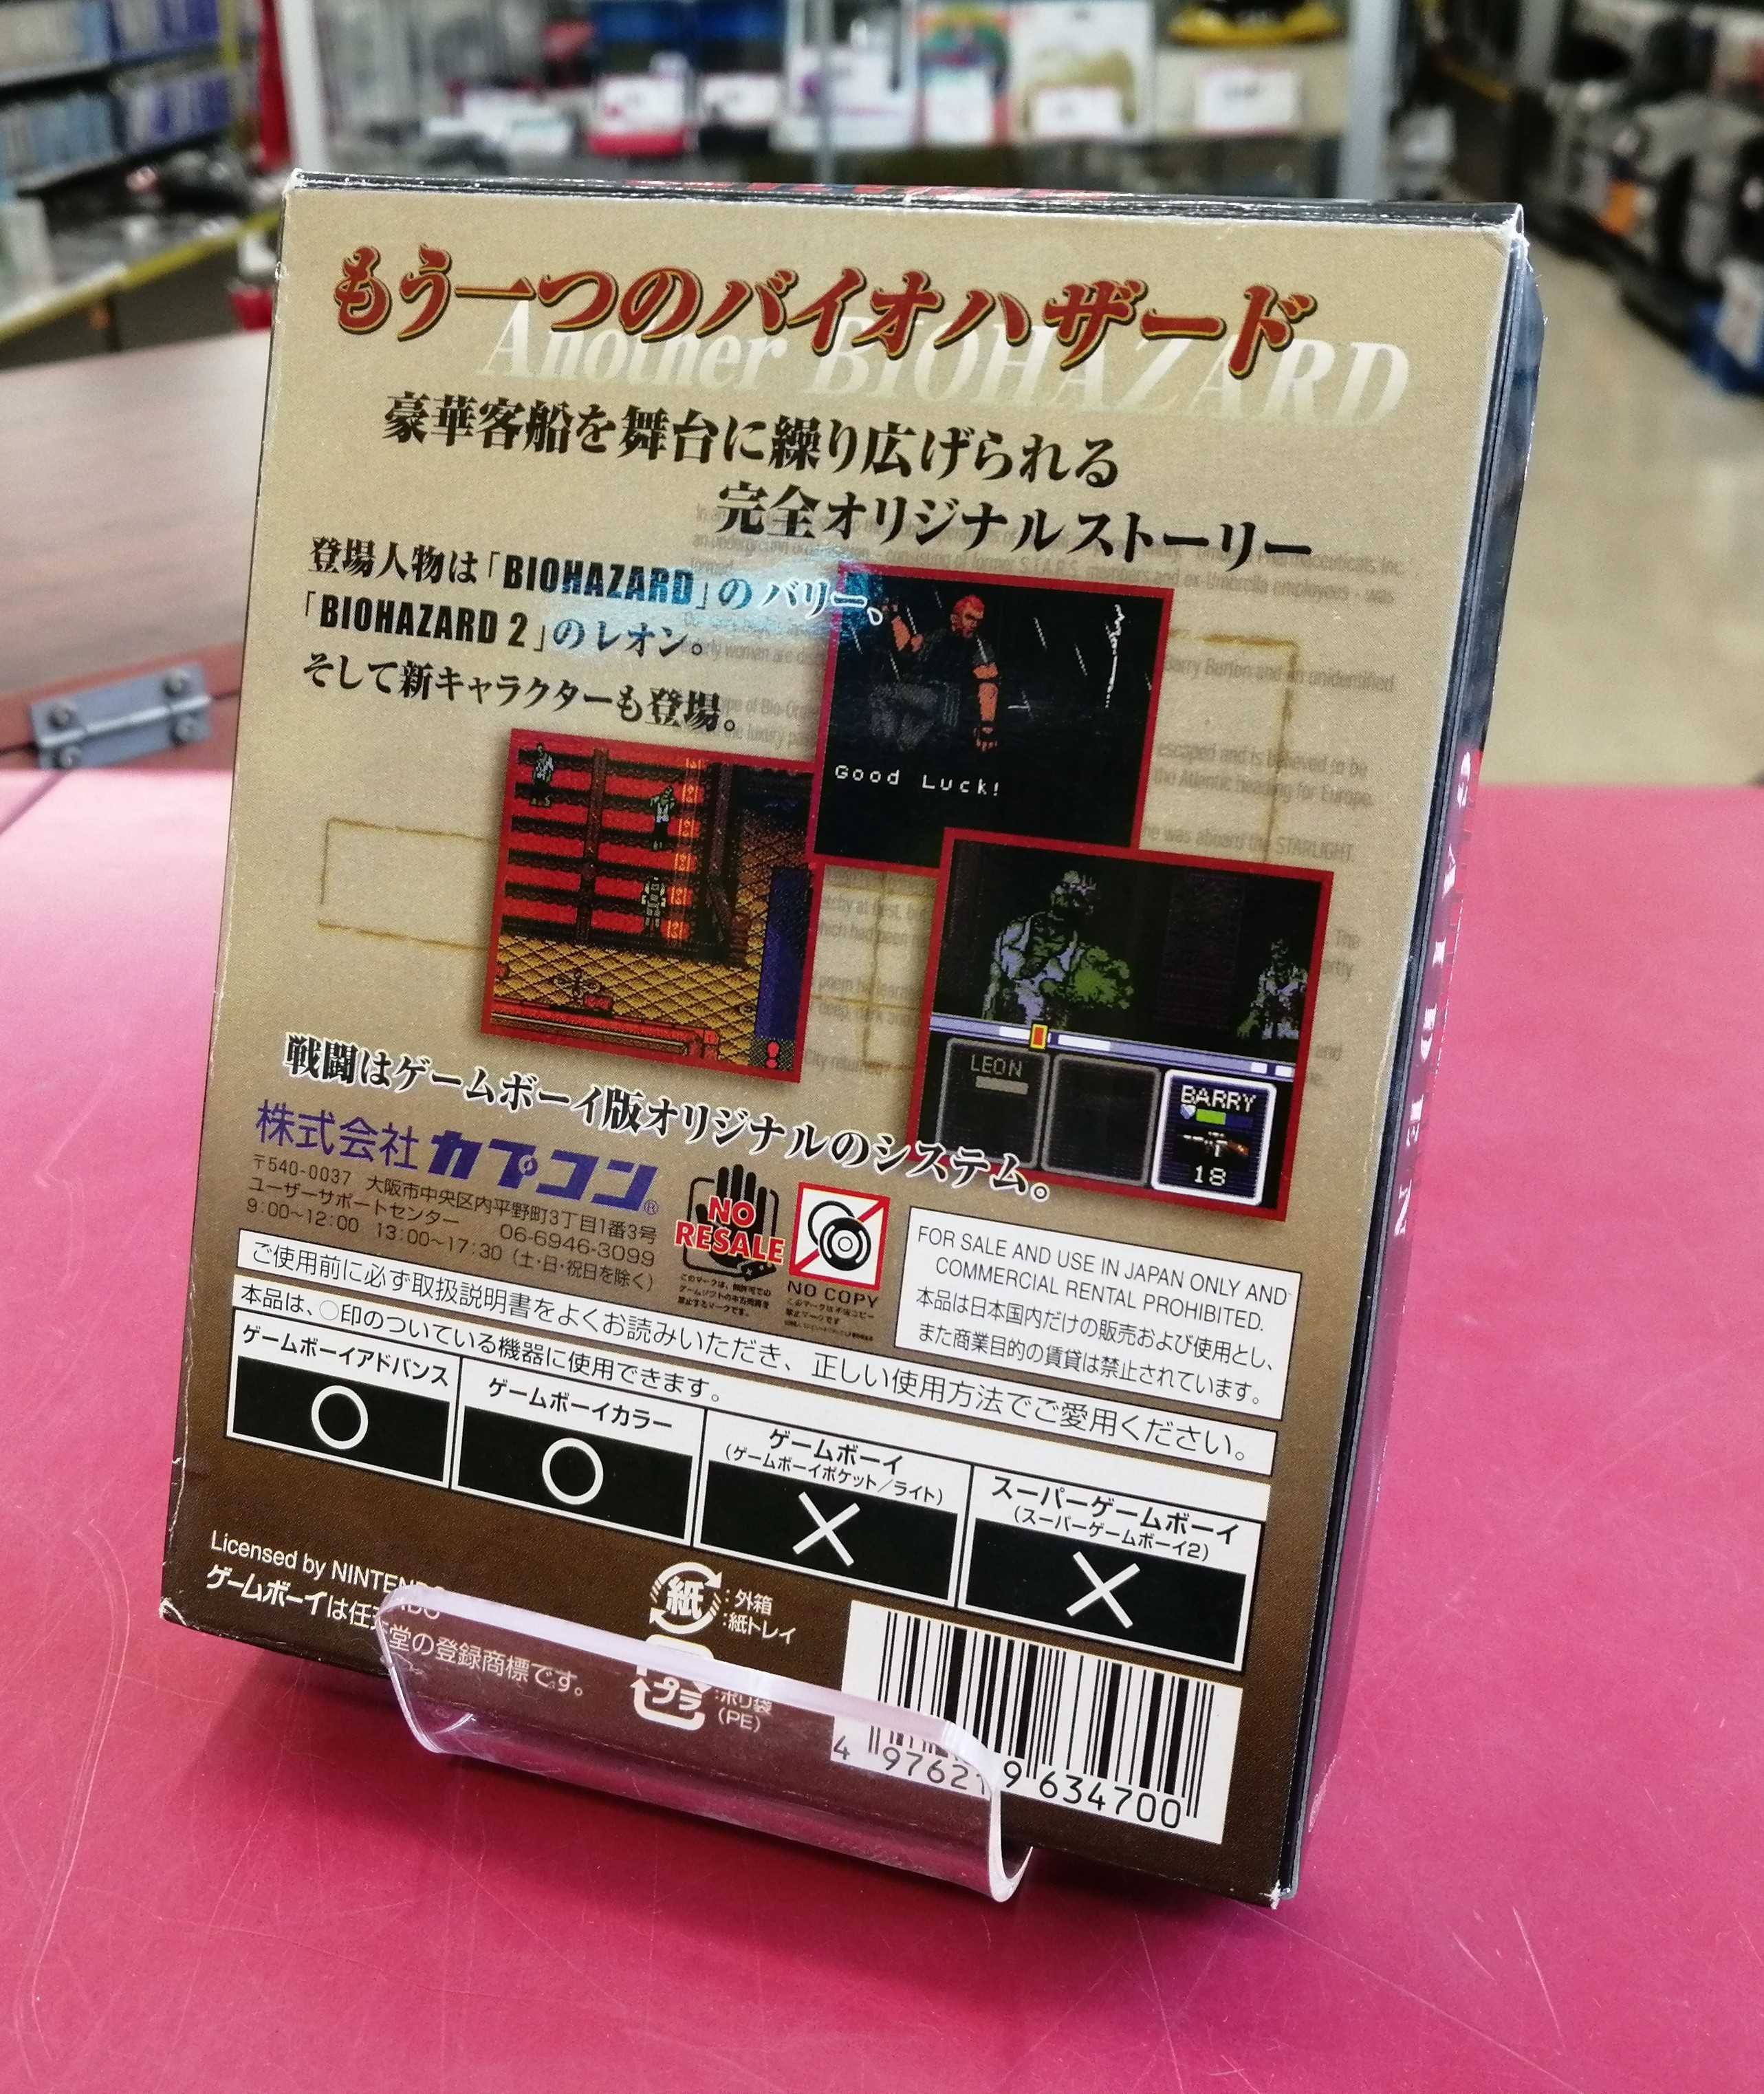 もう一つのバイオハザード
Another BIOHAZARD
豪華客船を舞台に繰り広げられる
完全オリジナルストーリー
登場人物は「BIOHAZARD」のバリー、
「BIOHAZARD 2」のレオン。
そして新キャラクターも登場。
Good Luck!
LEON
BARRY
18
戦闘はゲームボーイ版オリジナルのシステム。
株式会社カプコン®
〒540-0037 大阪市中央区内平野町3丁目1番3号
ユーザーサポートセンター 06-6946-3099
9:00~12:00 13:00~17:30 (土・日・祝日を除く)
NO
RESALE
NO COPY
FOR SALE AND USE IN JAPAN ONLY AND
COMMERCIAL RENTAL PROHIBITED.
本品は日本国内だけの販売および使用とし、
また商業目的の賃貸は禁止されています。
ご使用前に必ず取扱説明書をよくお読みいただき、正しい使用方法でご愛用ください。
本品は、○印のついている機器に使用できます。
ゲームボーイアドバンス
○
ゲームボーイカラー
○
ゲームボーイ
(ゲームボーイポケット/ライト)
×
スーパーゲームボーイ
(スーパーゲームボーイ2)
×
Licensed by NINTENDO
ゲームボーイは任天堂の登録商標です。
紙 :外箱
:紙トレイ
プラ :ポリ袋
(PE)
4 976219 634700
GAIDEN